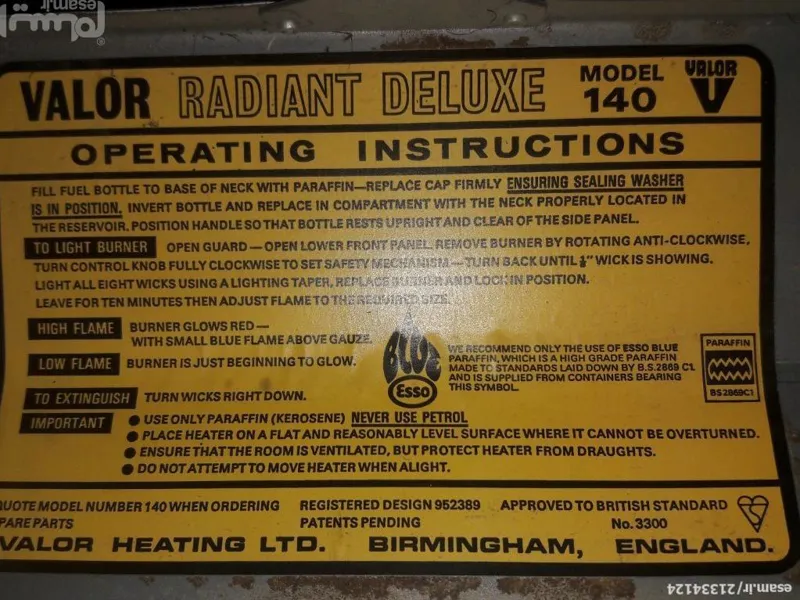 esam.ir
VALOR RADIANT DELUXE MODEL 140 VALOR V
OPERATING INSTRUCTIONS
FILL FUEL BOTTLE TO BASE OF NECK WITH PARAFFIN—REPLACE CAP FIRMLY ENSURING SEALING WASHER
IS IN POSITION. INVERT BOTTLE AND REPLACE IN COMPARTMENT WITH THE NECK PROPERLY LOCATED IN
THE RESERVOIR. POSITION HANDLE SO THAT BOTTLE RESTS UPRIGHT AND CLEAR OF THE SIDE PANEL.
TO LIGHT BURNER OPEN GUARD — OPEN LOWER FRONT PANEL. REMOVE BURNER BY ROTATING ANTI-CLOCKWISE.
TURN CONTROL KNOB FULLY CLOCKWISE TO SET SAFETY MECHANISM — TURN BACK UNTIL WICK IS SHOWING.
LIGHT ALL EIGHT WICKS USING A LIGHTING TAPER, REPLACE BURNER AND LOCK IN POSITION.
LEAVE FOR TEN MINUTES THEN ADJUST FLAME TO THE REQUIRED SIZE.
HIGH FLAME BURNER GLOWS RED —
WITH SMALL BLUE FLAME ABOVE GAUZE.
LOW FLAME BURNER IS JUST BEGINNING TO GLOW.
TO EXTINGUISH TURN WICKS RIGHT DOWN.
BLUE
Esso
WE RECOMMEND ONLY THE USE OF ESSO BLUE
PARAFFIN, WHICH IS A HIGH GRADE PARAFFIN
MADE TO STANDARDS LAID DOWN BY B.S.2869 C1.
AND IS SUPPLIED FROM CONTAINERS BEARING
THIS SYMBOL.
PARAFFIN
BS2869C1
IMPORTANT ● USE ONLY PARAFFIN (KEROSENE) NEVER USE PETROL
● PLACE HEATER ON A FLAT AND REASONABLY LEVEL SURFACE WHERE IT CANNOT BE OVERTURNED.
● ENSURE THAT THE ROOM IS VENTILATED, BUT PROTECT HEATER FROM DRAUGHTS.
● DO NOT ATTEMPT TO MOVE HEATER WHEN ALIGHT.
QUOTE MODEL NUMBER 140 WHEN ORDERING
PARE PARTS
REGISTERED DESIGN 952389
PATENTS PENDING
APPROVED TO BRITISH STANDARD
No. 3300
VALOR HEATING LTD. BIRMINGHAM, ENGLAND.
esam.ir/21334124